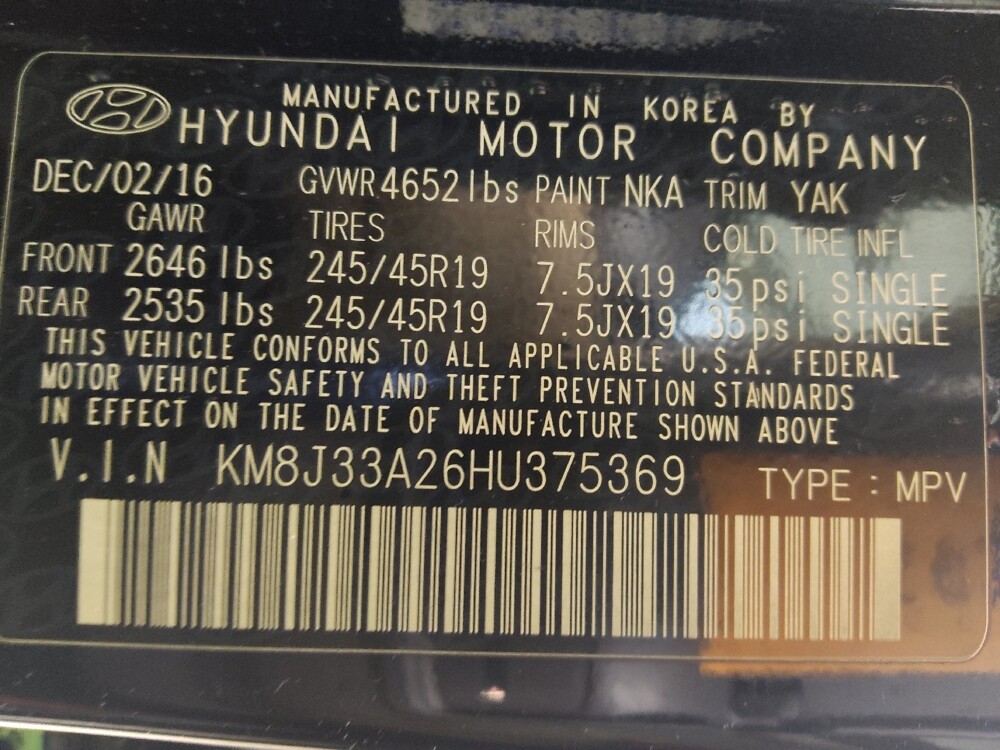 MANUFACTURED IN KOREA BY
HYUNDAI MOTOR COMPANY
DEC/02/16 GVWR 4652 lbs PAINT NKA TRIM YAK
GAWR TIRES RIMS COLD TIRE INFL
FRONT 2646 lbs 245/45R19 7.5JX19 35psi SINGLE
REAR 2535 lbs 245/45R19 7.5JX19 35psi SINGLE
THIS VEHICLE CONFORMS TO ALL APPLICABLE U.S.A. FEDERAL
MOTOR VEHICLE SAFETY AND THEFT PREVENTION STANDARDS
IN EFFECT ON THE DATE OF MANUFACTURE SHOWN ABOVE
V.I.N KM8J33A26HU375369 TYPE : MPV